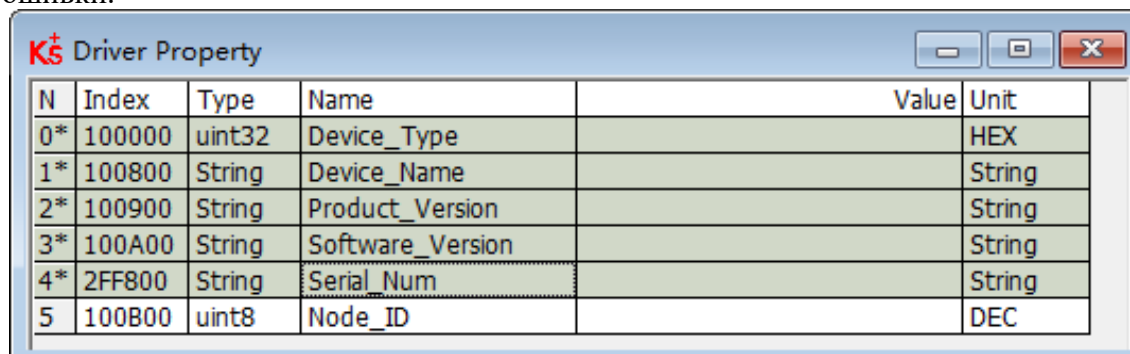 ошибки.
K+S Driver Property
N Index Type Name Value Unit
0* 100000 uint32 Device_Type HEX
1* 100800 String Device_Name String
2* 100900 String Product_Version String
3* 100A00 String Software_Version String
4* 2FF800 String Serial_Num String
5 100B00 uint8 Node_ID DEC